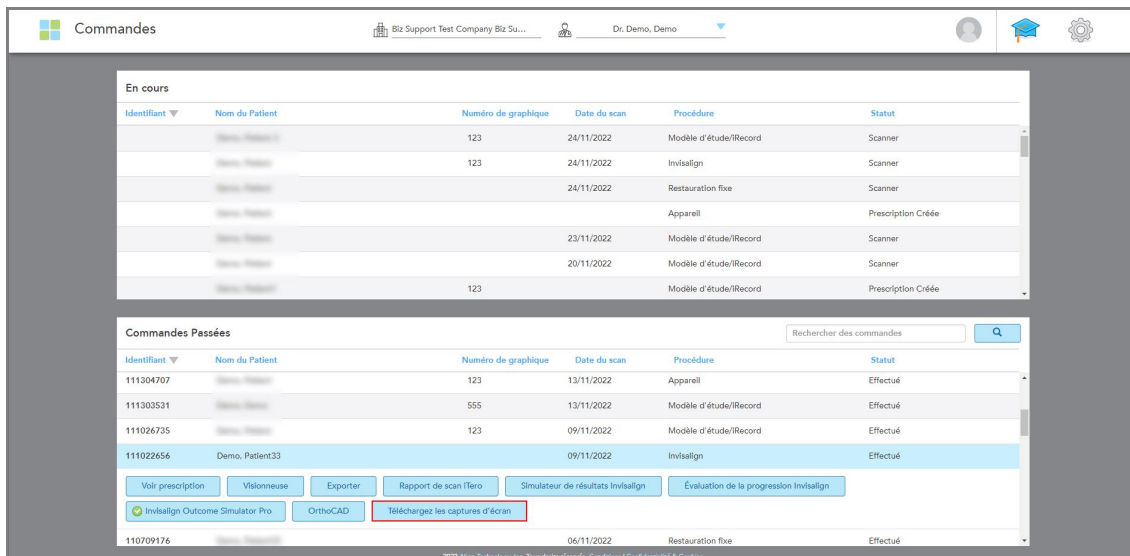 Commandes
Biz Support Test Company Biz Su... Dr. Demo, Demo
En cours
Identifiant Nom du Patient Numéro de graphique Date du scan Procédure Statut
123 24/11/2022 Modèle d'étude/iRecord Scanner
123 24/11/2022 Invisalign Scanner
24/11/2022 Restauration fixe Scanner
Appareil Prescription Créée
23/11/2022 Modèle d'étude/iRecord Scanner
20/11/2022 Modèle d'étude/iRecord Scanner
123 Modèle d'étude/iRecord Prescription Créée
Commandes Passées Rechercher des commandes
Identifiant Nom du Patient Numéro de graphique Date du scan Procédure Statut
111304707 123 13/11/2022 Appareil Effectué
111303531 555 13/11/2022 Modèle d'étude/iRecord Effectué
111026735 123 09/11/2022 Modèle d'étude/iRecord Effectué
111022656 Demo, Patient33 09/11/2022 Invisalign Effectué
Voir prescription Visionneuse Exporter Rapport de scan iTero Simulateur de résultats Invisalign Évaluation de la progression Invisalign
Invisalign Outcome Simulator Pro OrthoCAD Téléchargez les captures d'écran
110709176 06/11/2022 Restauration fixe Effectué